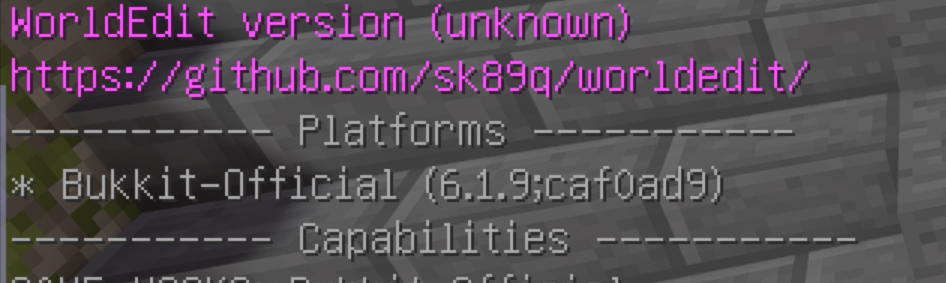 WorldEdit version (unknown)
https://github.com/sk89q/worldedit/
----------- Platforms -----------
* Bukkit-Official (6.1.9;caf0ad9)
----------- Capabilities -----------